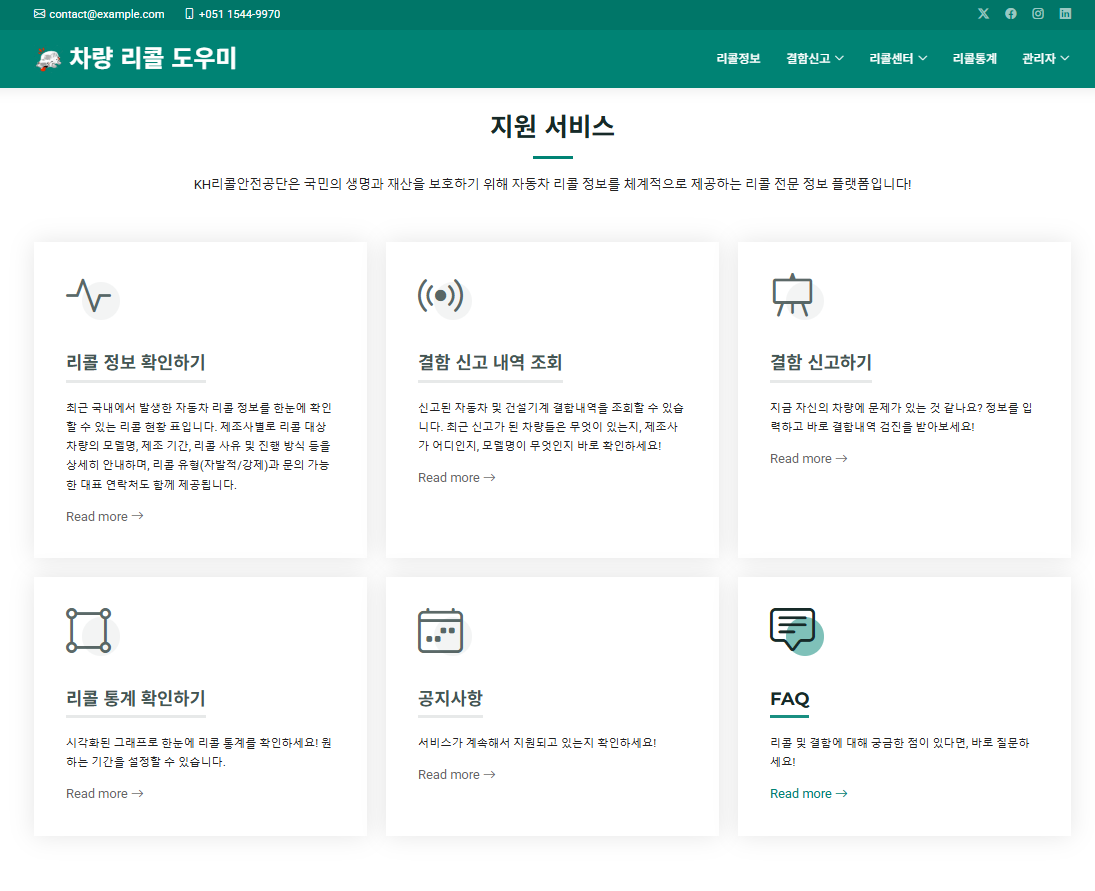 contact@example.com +051 1544-9970
차량 리콜 도우미
리콜정보 결함신고 리콜센터 리콜통계 관리자
지원 서비스
KH리콜안전공단은 국민의 생명과 재산을 보호하기 위해 자동차 리콜 정보를 체계적으로 제공하는 리콜 전문 정보 플랫폼입니다!
리콜 정보 확인하기
최근 국내에서 발생한 자동차 리콜 정보를 한눈에 확인
할 수 있는 리콜 현황 표입니다. 제조사별로 리콜 대상
차량의 모델명, 제조 기간, 리콜 사유 및 진행 방식 등을
상세히 안내하며, 리콜 유형(자발적/강제)과 문의 가능
한 대표 연락처도 함께 제공됩니다.
Read more
결함 신고 내역 조회
신고된 자동차 및 건설기계 결함내역을 조회할 수 있습
니다. 최근 신고가 된 차량들은 무엇이 있는지, 제조사
가 어디인지, 모델명이 무엇인지 바로 확인하세요!
Read more
결함 신고하기
지금 자신의 차량에 문제가 있는 것 같나요? 정보를 입
력하고 바로 결함내역 검진을 받아보세요!
Read more
리콜 통계 확인하기
시각화된 그래프로 한눈에 리콜 통계를 확인하세요! 원
하는 기간을 설정할 수 있습니다.
Read more
공지사항
서비스가 계속해서 지원되고 있는지 확인하세요!
Read more
FAQ
리콜 및 결함에 대해 궁금한 점이 있다면, 바로 질문하
세요!
Read more